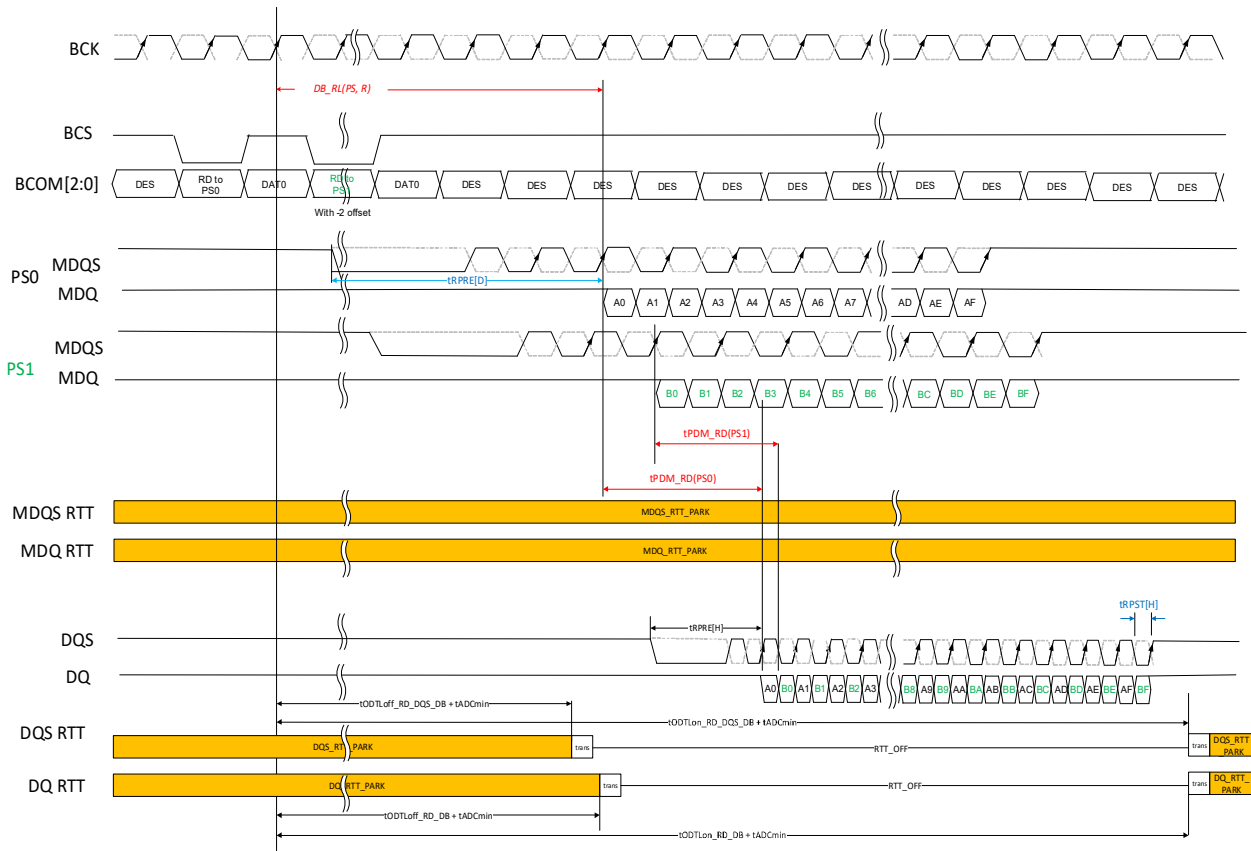 BCK
DB_RL(PS, R)
BCS
BCOM[2:0]
DES
RD to
PS0
DAT0
RD to
PS1
DAT0
DES
DES
DES
DES
DES
DES
DES
DES
DES
DES
DES
DES
With -2 offset
PS0
MDQS
tRPRE[D]
MDQ
A0
A1
A2
A3
A4
A5
A6
A7
AD
AE
AF
PS1
MDQS
MDQ
B0
B1
B2
B3
B4
B5
B6
BC
BD
BE
BF
tPDM_RD(PS1)
tPDM_RD(PS0)
MDQS RTT
MDQS_RTT_PARK
MDQ RTT
MDQ_RTT_PARK
tRPST[H]
DQS
tRPRE[H]
DQ
A0
B0
A1
B1
A2
B2
A3
B8
A9
B9
AA
BA
AB
BB
AC
BC
AD
BD
AE
BE
AF
BF
tODTLoff_RD_DQS_DB + tADCmin
tODTLon_RD_DQS_DB + tADCmin
DQS RTT
DQS_RTT_PARK
trans
RTT_OFF
trans
DQS_RTT_
PARK
DQ RTT
DQ_RTT_PARK
trans
RTT_OFF
trans
DQ_RTT_
PARK
tODTLoff_RD_DB + tADCmin
tODTLon_RD_DB + tADCmin